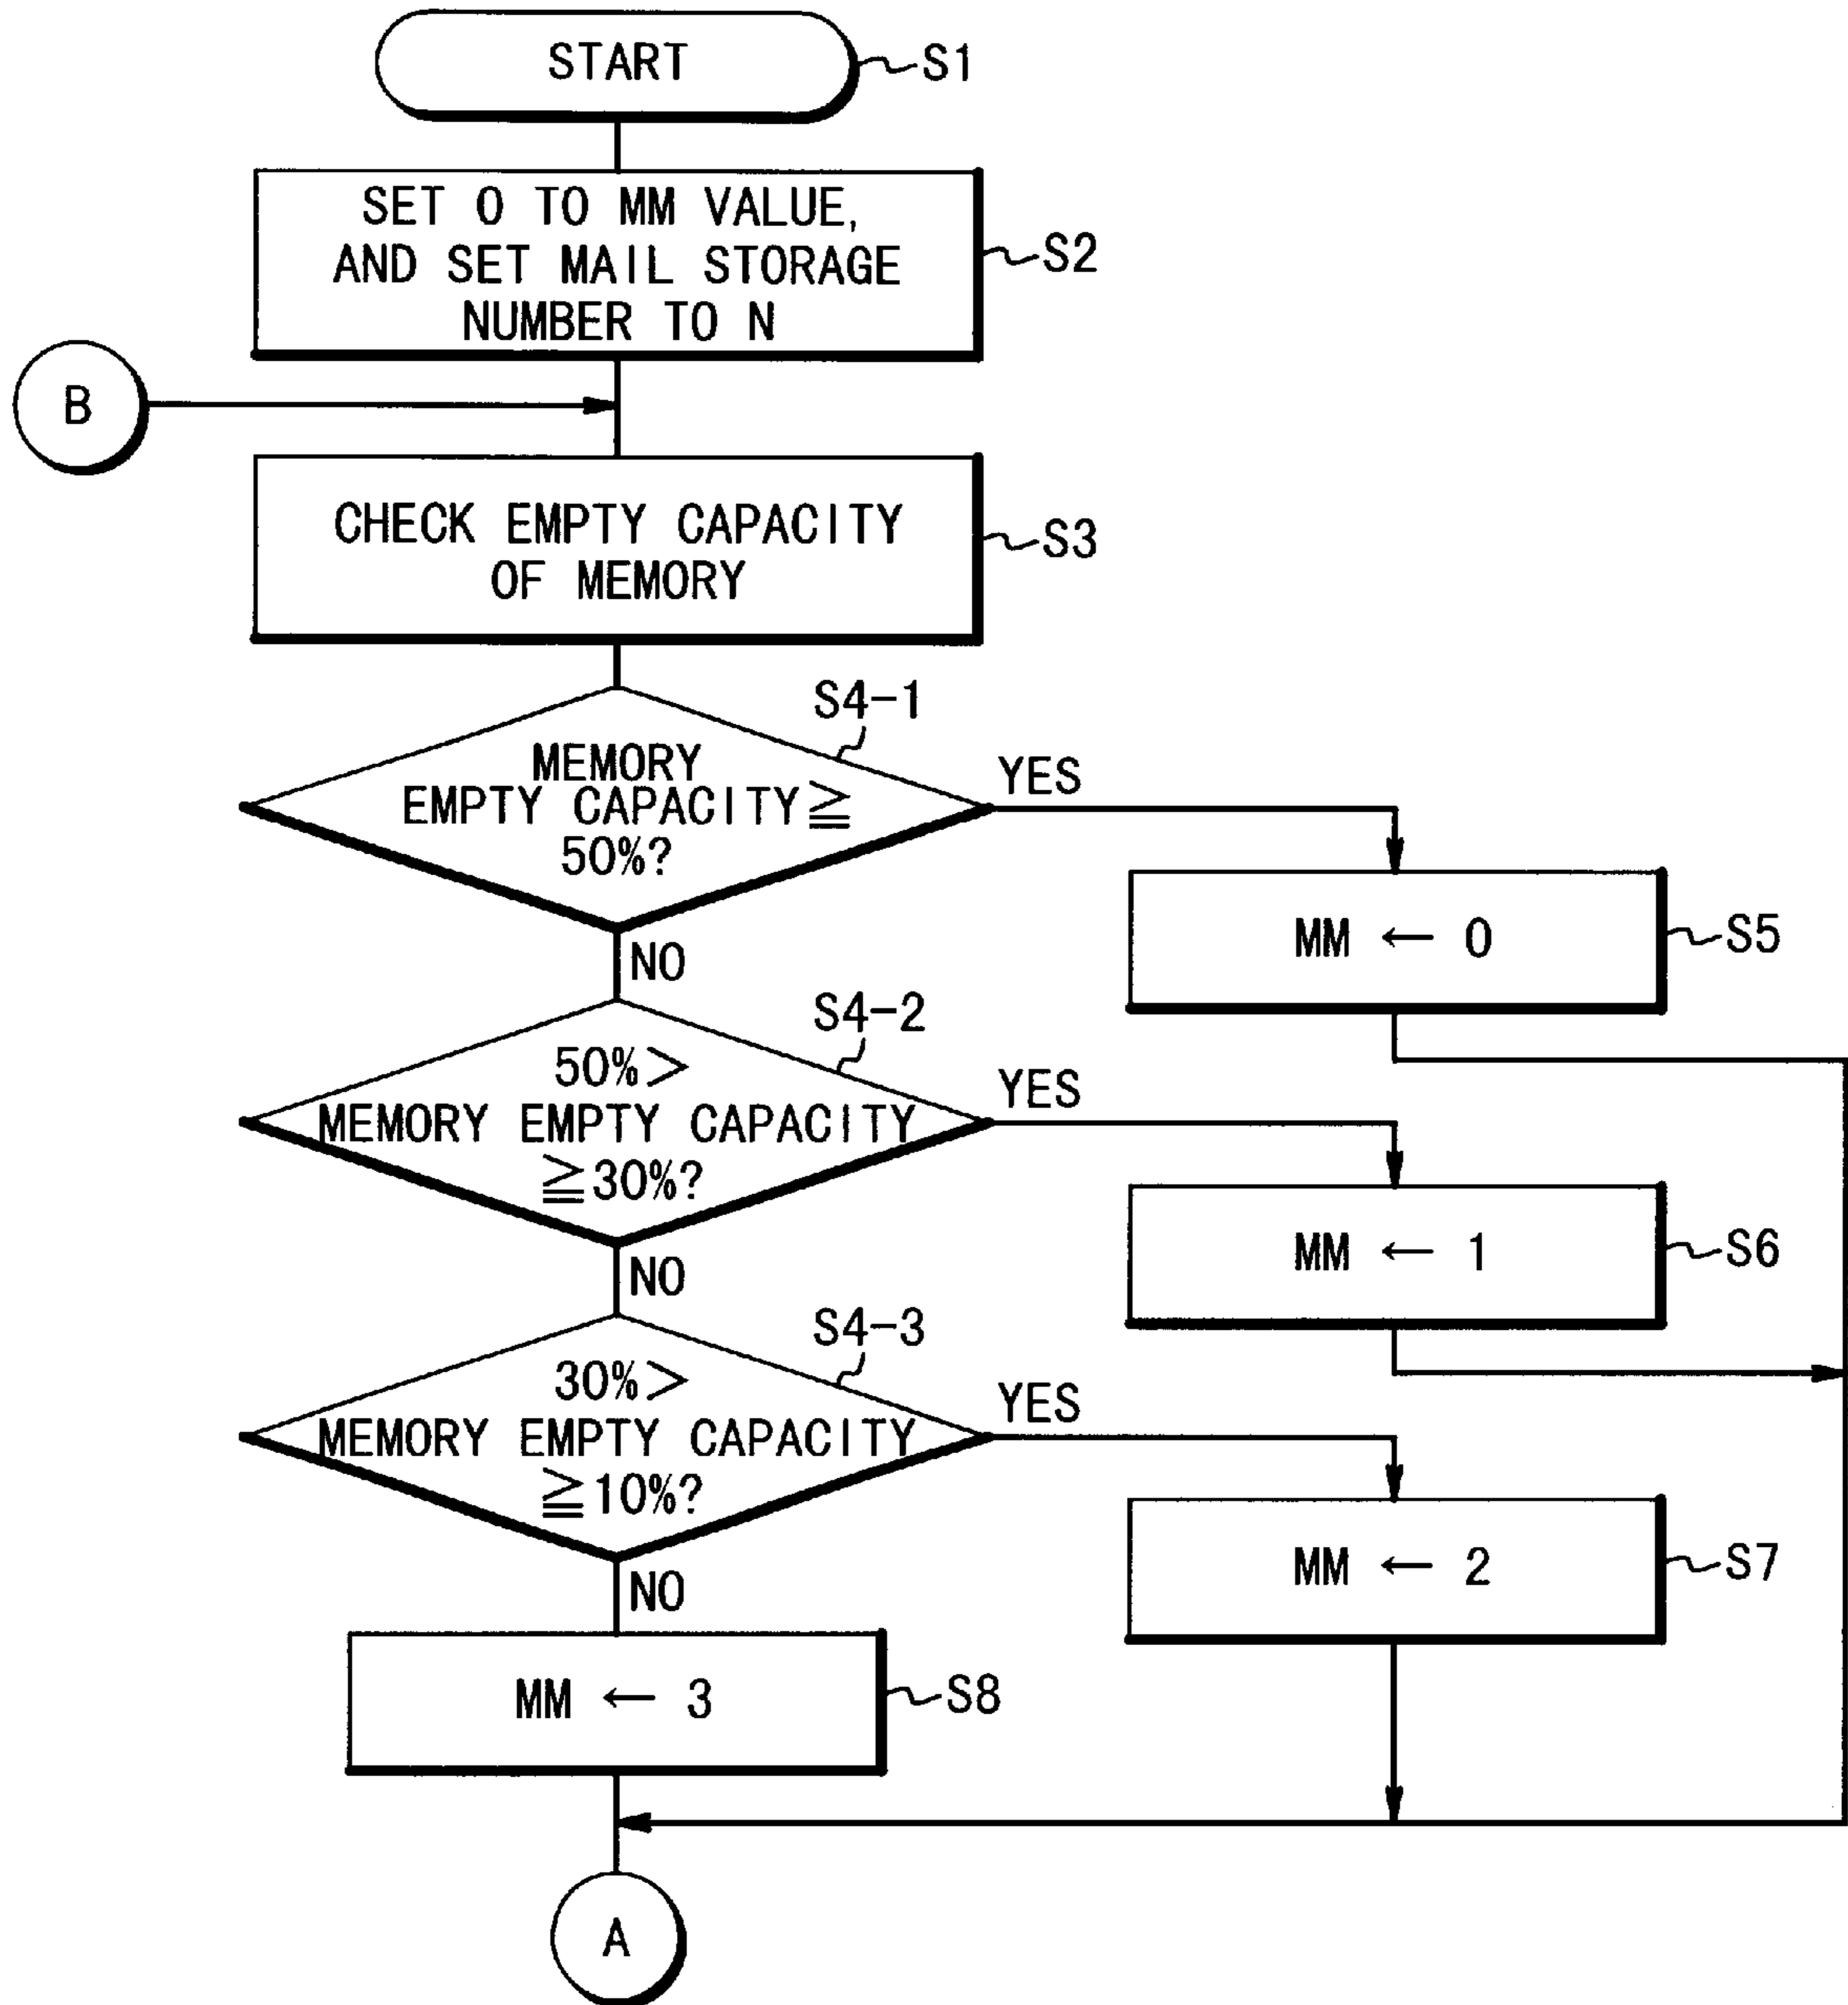 START
S1
SET 0 TO MM VALUE,
AND SET MAIL STORAGE
NUMBER TO N
S2
B
CHECK EMPTY CAPACITY
OF MEMORY
S3
S4-1
MEMORY
EMPTY CAPACITY≧
50%?
YES
NO
MM ← 0
S5
S4-2
50%>
MEMORY EMPTY CAPACITY
≧30%?
YES
NO
MM ← 1
S6
S4-3
30%>
MEMORY EMPTY CAPACITY
≧10%?
YES
NO
MM ← 2
S7
MM ← 3
S8
A